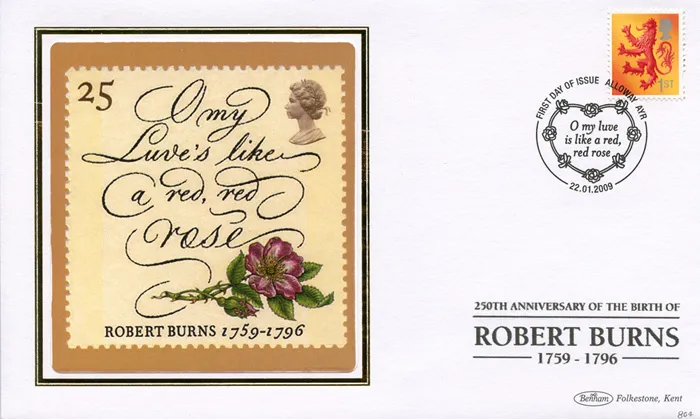 25
O my
Luve's like
a red, red
rose
ROBERT BURNS 1759-1796
1ST
FIRST DAY OF ISSUE ALLOWAY AYR
O my luve
is like a red,
red rose
22.01.2009
250TH ANNIVERSARY OF THE BIRTH OF
ROBERT BURNS
1759 - 1796
Benham Folkestone, Kent